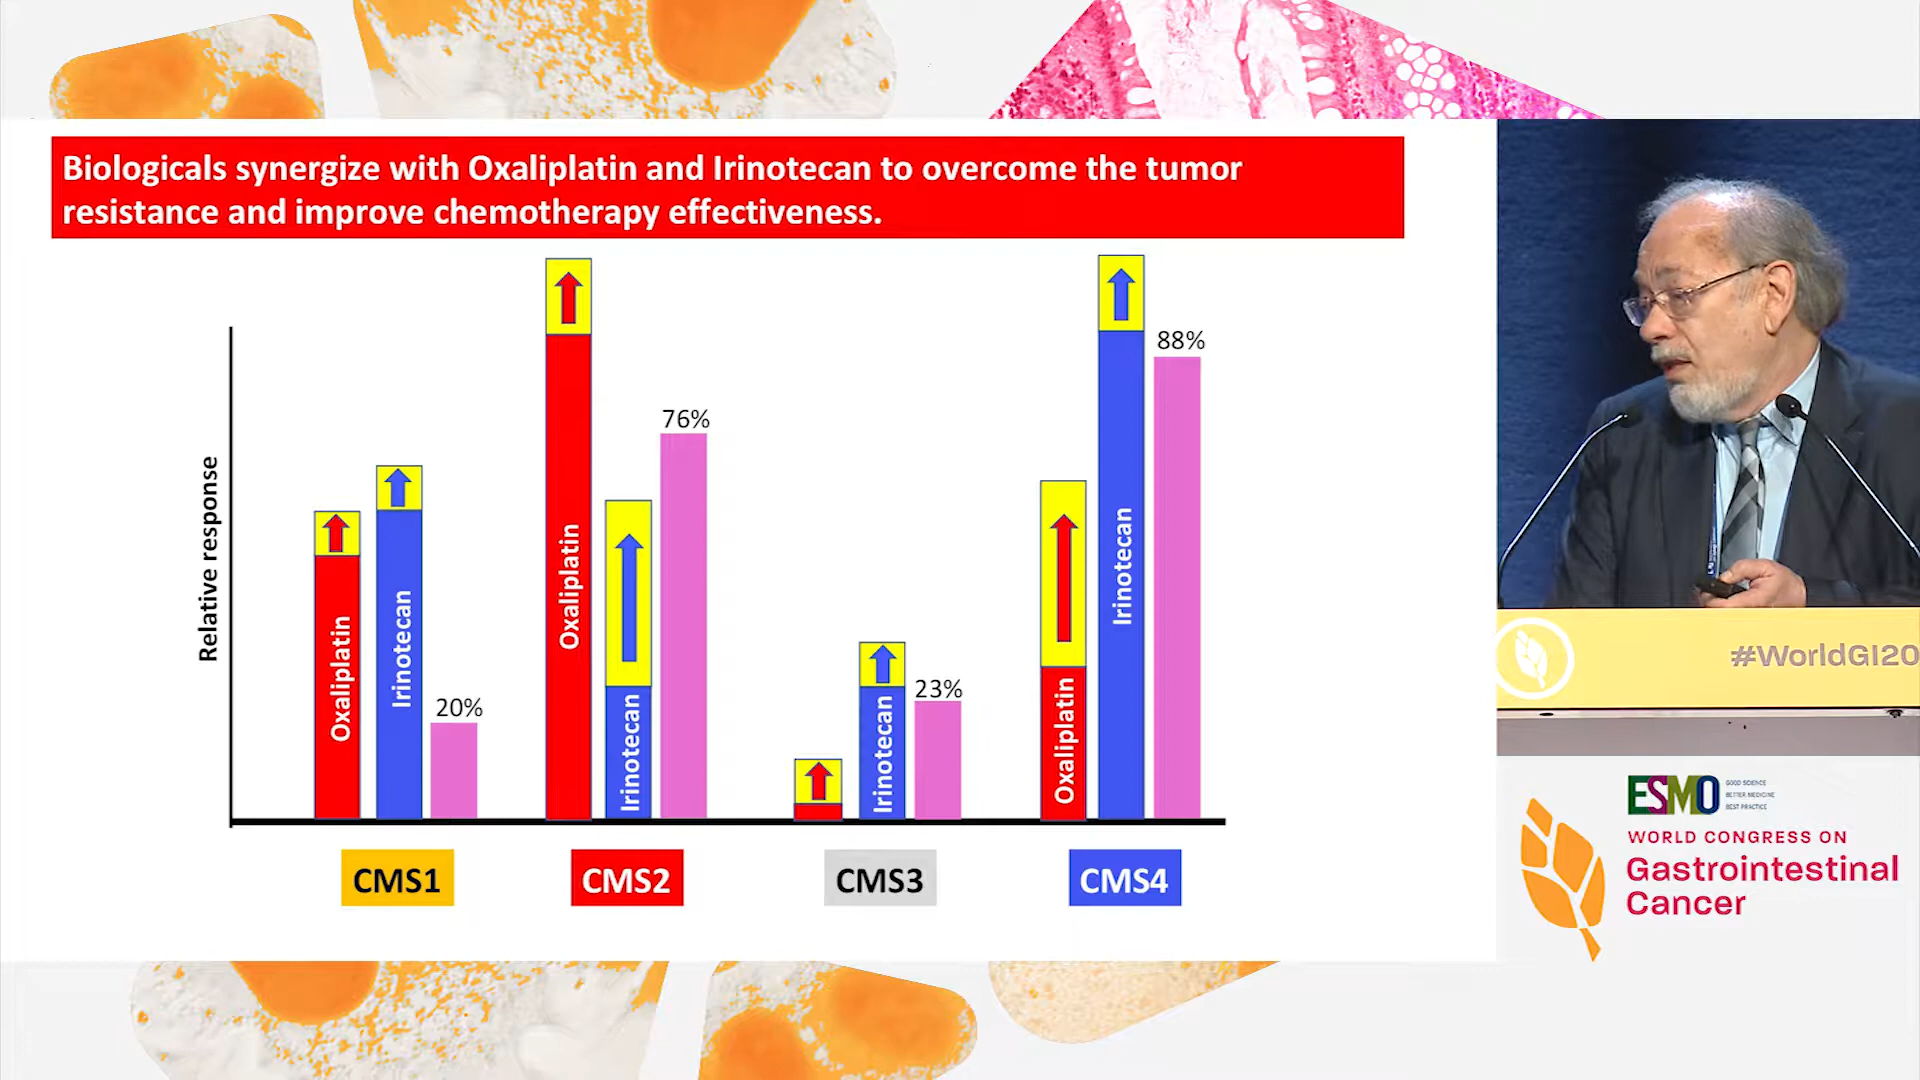 Biologicals synergize with Oxaliplatin and Irinotecan to overcome the tumor
resistance and improve chemotherapy effectiveness.
Relative response
Oxaliplatin
Irinotecan
20%
Oxaliplatin
Irinotecan
76%
Irinotecan
23%
Oxaliplatin
Irinotecan
88%
CMS1
CMS2
CMS3
CMS4
#WorldGI20
ESMO
GOOD SCIENCE
BETTER MEDICINE
BEST PRACTICE
WORLD CONGRESS ON
Gastrointestinal
Cancer